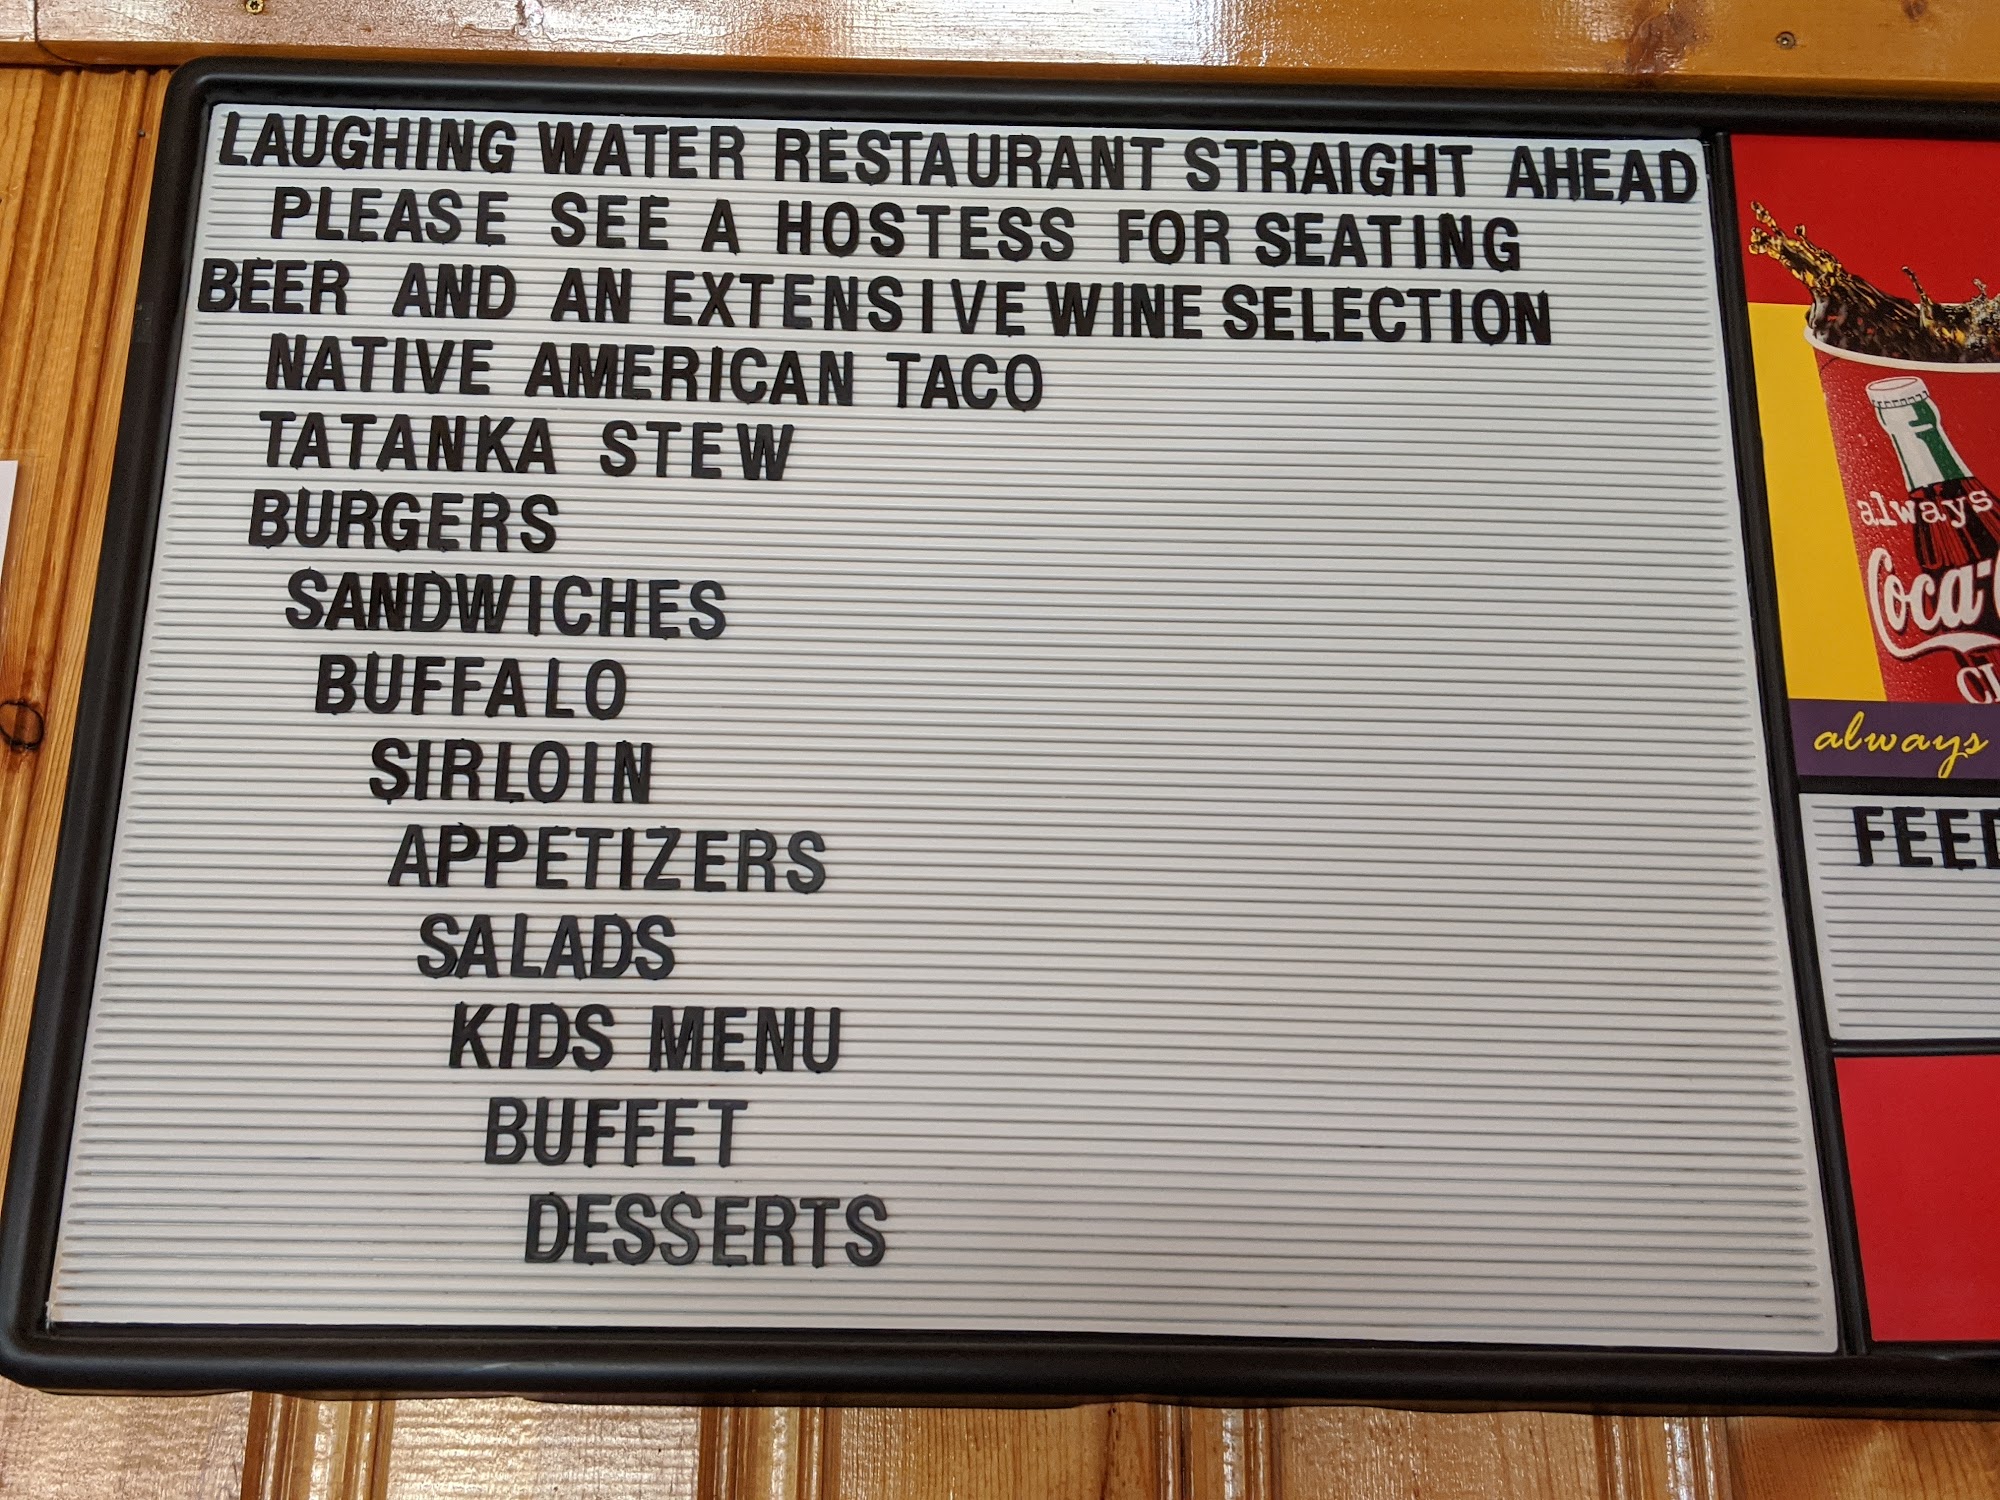 LAUGHING WATER RESTAURANT STRAIGHT AHEAD
PLEASE SEE A HOSTESS FOR SEATING
BEER AND AN EXTENSIVE WINE SELECTION
NATIVE AMERICAN TACO
TATANKA STEW
BURGERS
SANDWICHES
BUFFALO
SIRLOIN
APPETIZERS
SALADS
KIDS MENU
BUFFET
DESSERTS
always
always